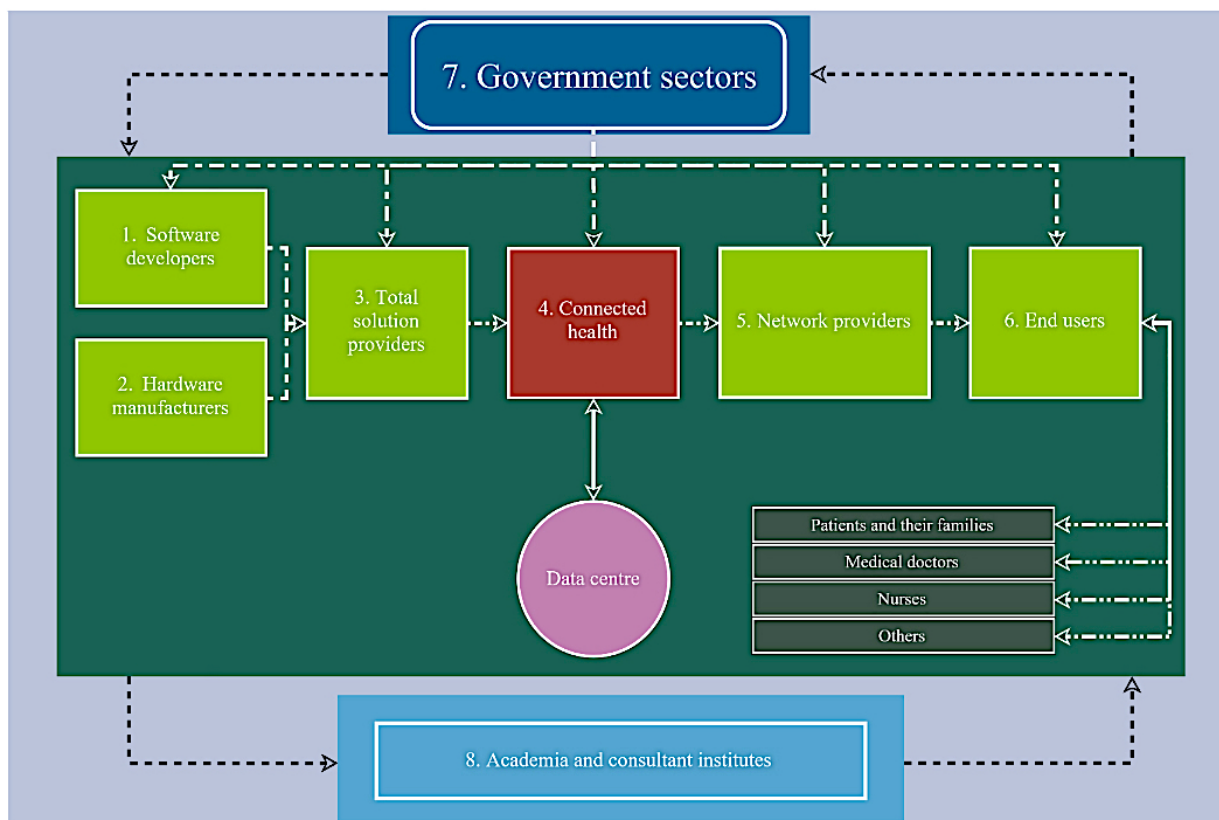 7. Government sectors
1. Software
developers
2. Hardware
manufacturers
3. Total
solution
providers
4. Connected
health
5. Network providers
6. End users
Data centre
Patients and their families
Medical doctors
Nurses
Others
8. Academia and consultant institutes